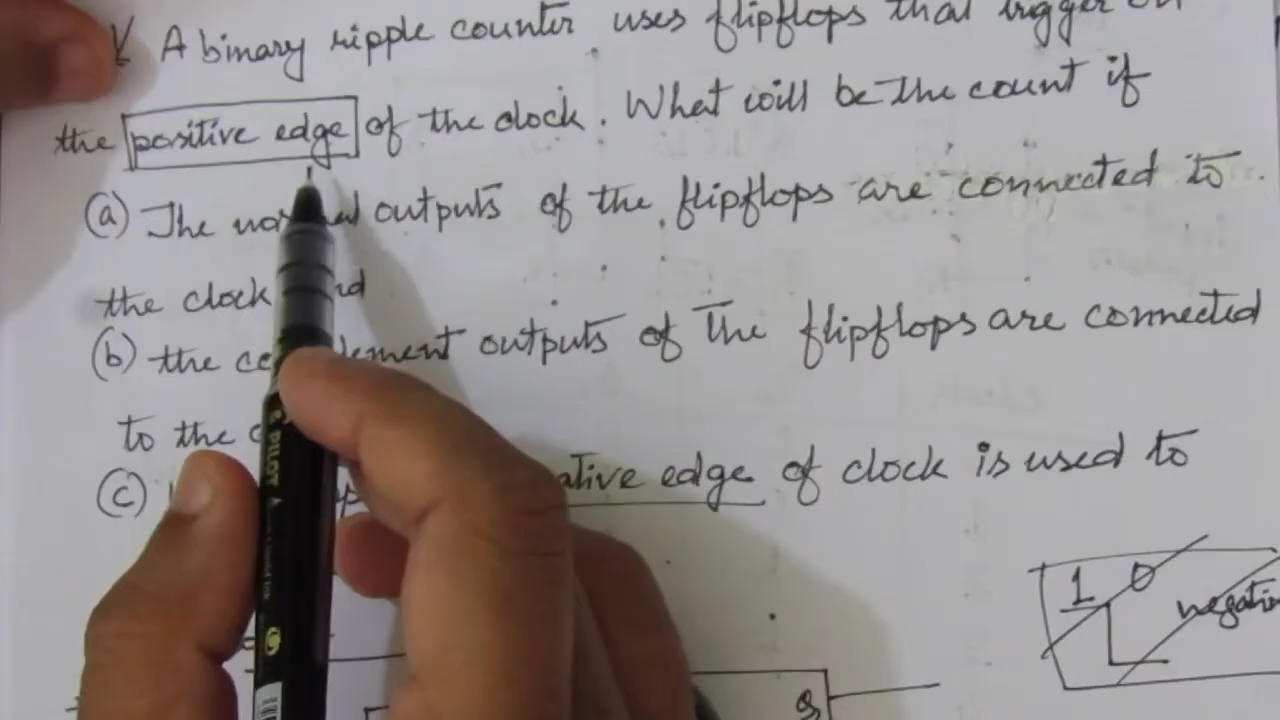 A binary ripple counter uses flipflops that trigger on
the positive edge of the clock. What will be the count if
(a) The outputs of the flipflops are connected to
the clock
(b) the outputs of the flipflops are connected
to the
(c) edge of clock is used to
1 0
PILOT